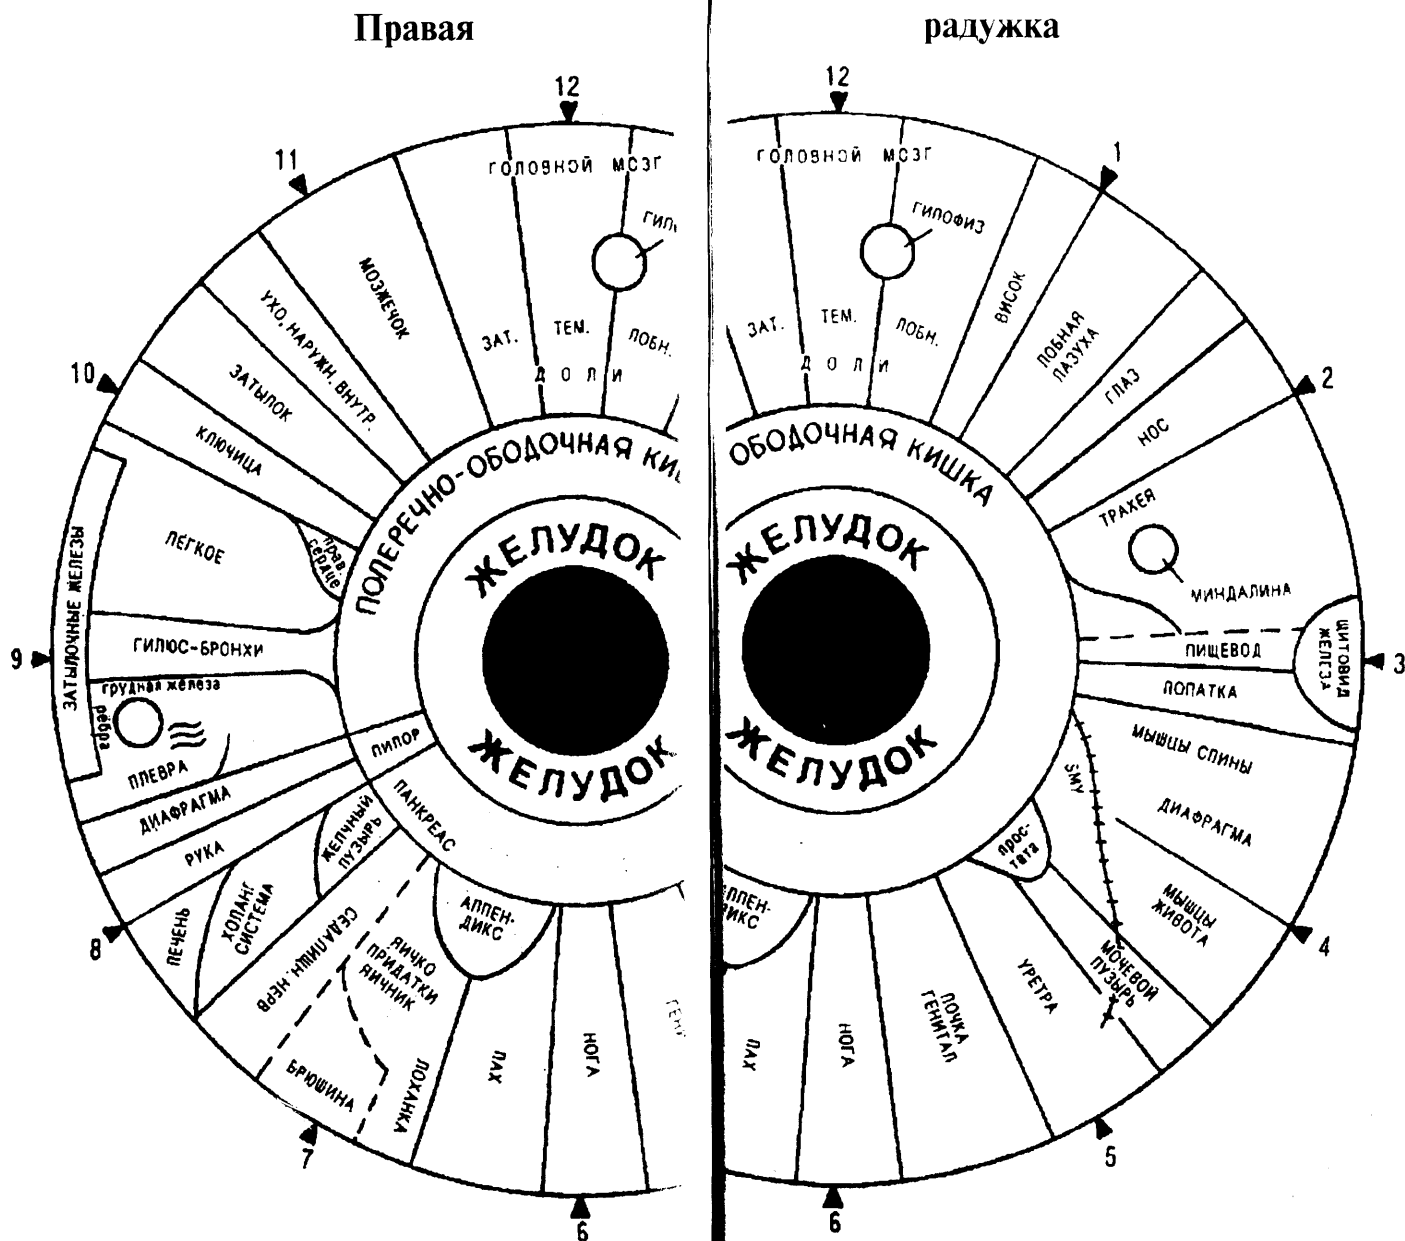 Правая
радужка
12
11
10
9
8
7
6
ГОЛОВНОЙ МОЗГ
ЗАТ.
ТЕМ.
ЛОБН.
ДОЛИ
МОЗЖЕЧОК
УХО, НАРУЖН. ВНУТР.
ЗАТЫЛОК
КЛЮЧИЦА
ЛЕГКОЕ
прав.
сердце
ЗАТЫЛОЧНЫЕ ЖЕЛЕЗЫ
ГИЛЮС-БРОНХИ
грудная железа
рёбра
ПЛЕВРА
ДИАФРАГМА
РУКА
ПИЛОР
ПАНКРЕАС
ЖЕЛЧНЫЙ
ПУЗЫРЬ
ПЕЧЕНЬ
ХОЛАНГ
СИСТЕМА
СЕДАЛИЩН. НЕРВ
БРЮШИНА
ЯИЧКО
ПРИДАТКИ
ЯИЧНИК
ЛОХАНКА
АППЕН-
ДИКС
ПАХ
НОГА
ПОПЕРЕЧНО-ОБОДОЧНАЯ
ЖЕЛУДОК
ЖЕЛУДОК
12
1
2
3
4
5
6
ГОЛОВНОЙ МОЗГ
ГИПОФИЗ
ЗАТ.
ТЕМ.
ЛОБН.
ДОЛИ
ВИСОК
ЛОБНАЯ
ПАЗУХА
ГЛАЗ
НОС
ТРАХЕЯ
МИНДАЛИНА
ПИЩЕВОД
ЩИТОВИД
ЖЕЛЕЗА
ЛОПАТКА
МЫШЦЫ СПИНЫ
ДИАФРАГМА
МЫШЦЫ
ЖИВОТА
ПРОС-
ТАТА
МОЧЕВОЙ
ПУЗЫРЬ
УРЕТРА
ПОЧКА
ГЕНИТАЛ
НОГА
ПАХ
ОБОДОЧНАЯ КИШКА
ЖЕЛУДОК
ЖЕЛУДОК